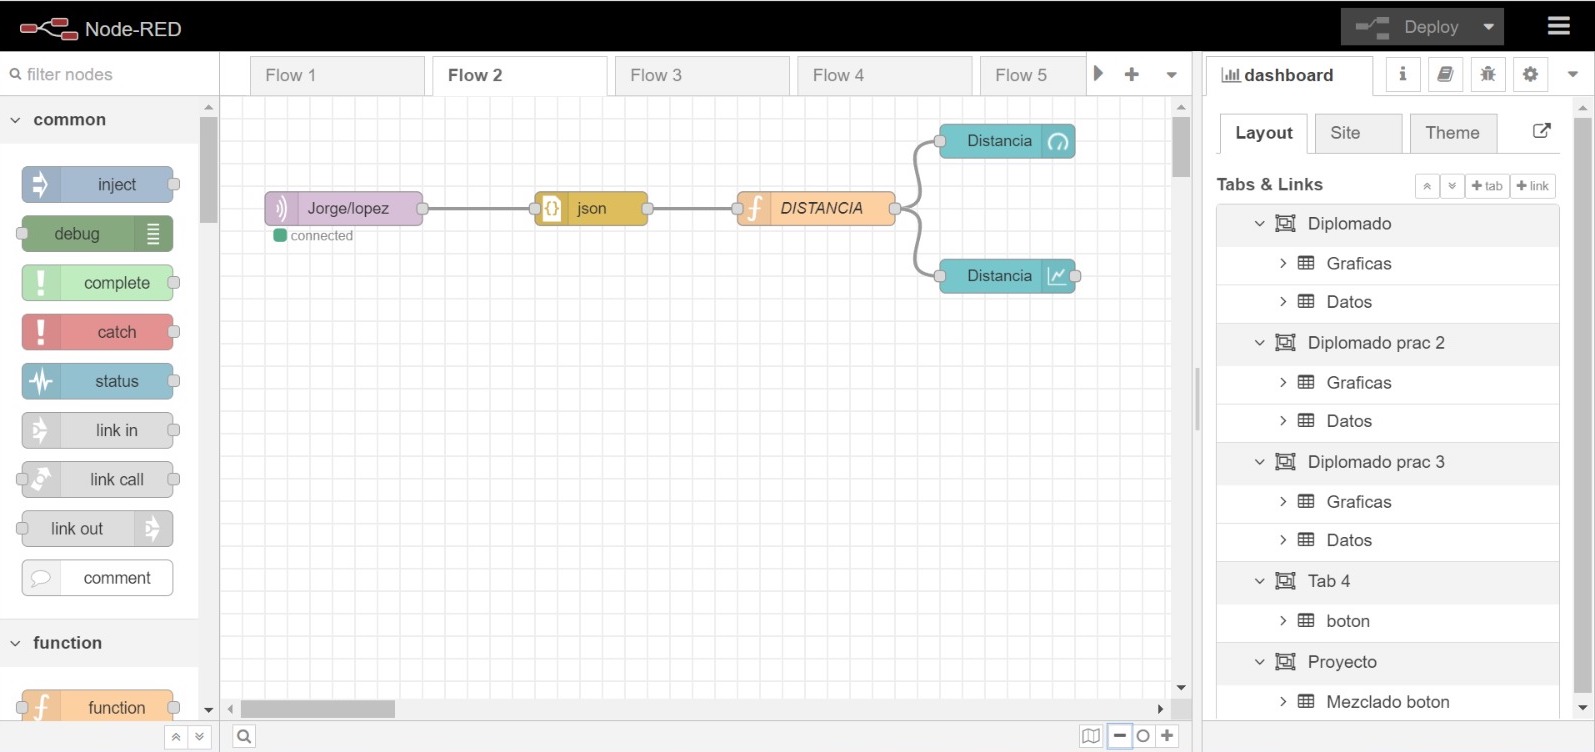 Node-RED
Deploy
filter nodes
Flow 1
Flow 2
Flow 3
Flow 4
Flow 5
dashboard
common
inject
debug
complete
catch
status
link in
link call
link out
comment
function
function
Jorge/lopez
connected
json
DISTANCIA
Distancia
Distancia
Layout
Site
Theme
Tabs & Links
tab
link
Diplomado
Graficas
Datos
Diplomado prac 2
Graficas
Datos
Diplomado prac 3
Graficas
Datos
Tab 4
boton
Proyecto
Mezclado boton